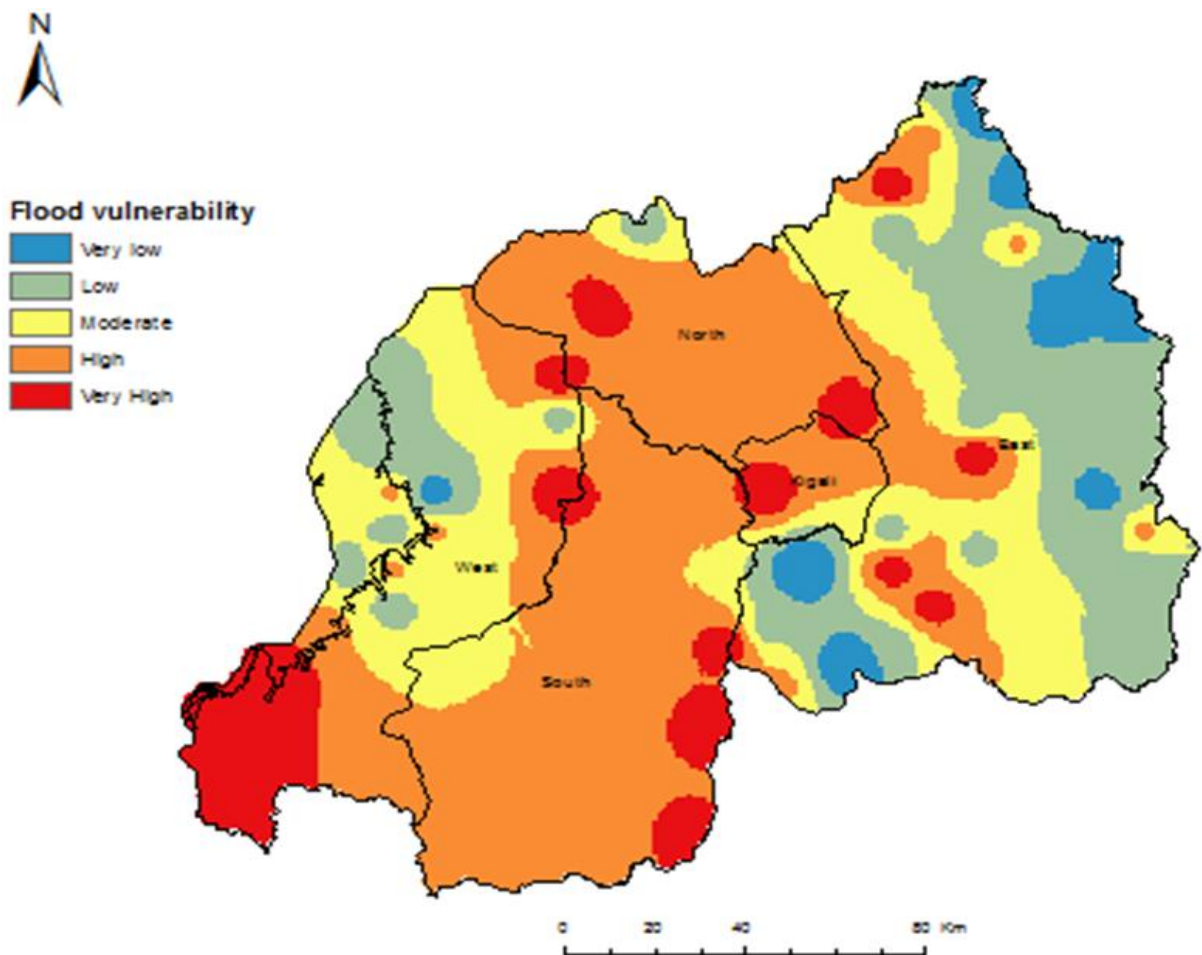 N
Flood vulnerability
Very low
Low
Moderate
High
Very High
North
East
Kigali
West
South
0 20 40 80 Km